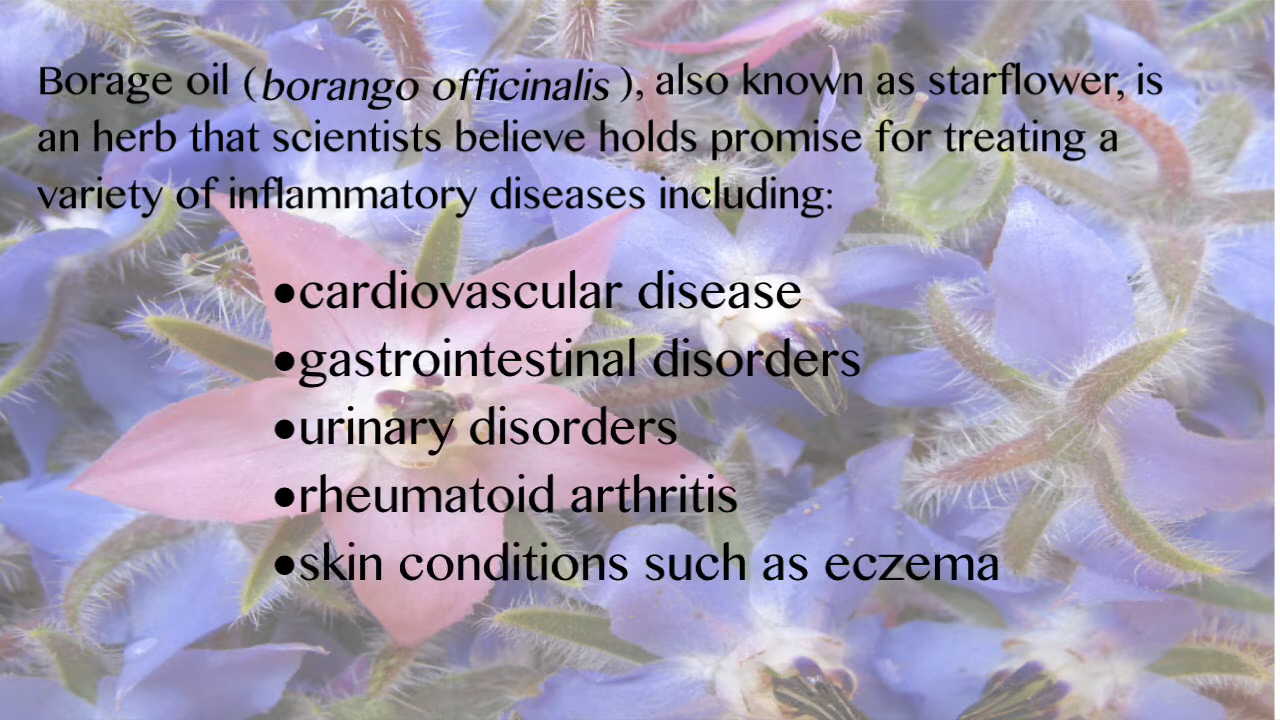 Borage oil (borango officinalis ), also known as starflower, is
an herb that scientists believe holds promise for treating a
variety of inflammatory diseases including:
•cardiovascular disease
•gastrointestinal disorders
•urinary disorders
•rheumatoid arthritis
•skin conditions such as eczema